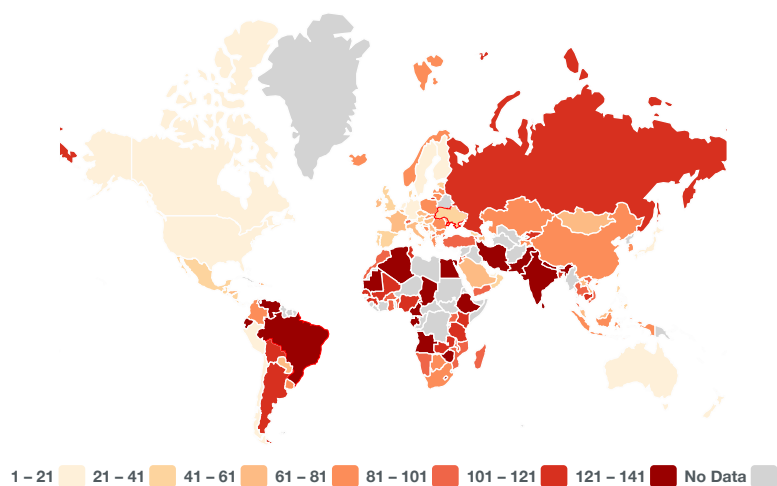 1 – 21 21 – 41 41 – 61 61 – 81 81 – 101 101 – 121 121 – 141 No Data